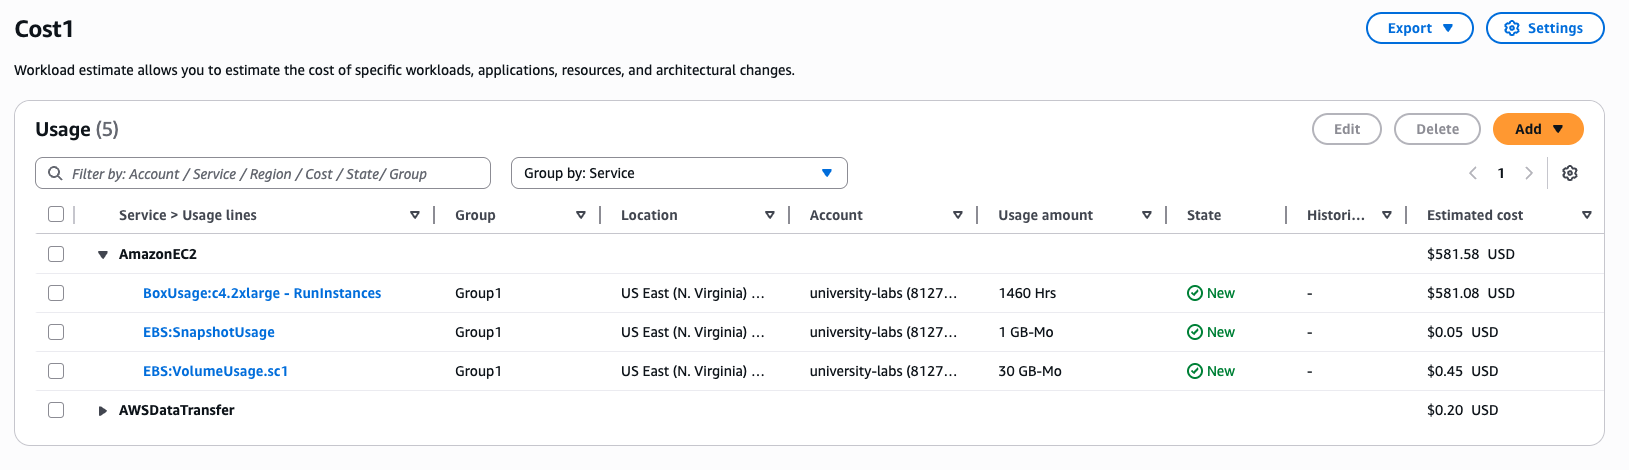 Cost1
Export
Settings
Workload estimate allows you to estimate the cost of specific workloads, applications, resources, and architectural changes.
Usage (5)
Edit
Delete
Add
Filter by: Account / Service / Region / Cost / State/ Group
Group by: Service
1
Service > Usage lines Group Location Account Usage amount State Histori... Estimated cost
AmazonEC2 $581.58 USD
BoxUsage:c4.2xlarge - RunInstances Group1 US East (N. Virginia) ... university-labs (8127... 1460 Hrs New - $581.08 USD
EBS:SnapshotUsage Group1 US East (N. Virginia) ... university-labs (8127... 1 GB-Mo New - $0.05 USD
EBS:VolumeUsage.sc1 Group1 US East (N. Virginia) ... university-labs (8127... 30 GB-Mo New - $0.45 USD
AWSDataTransfer $0.20 USD